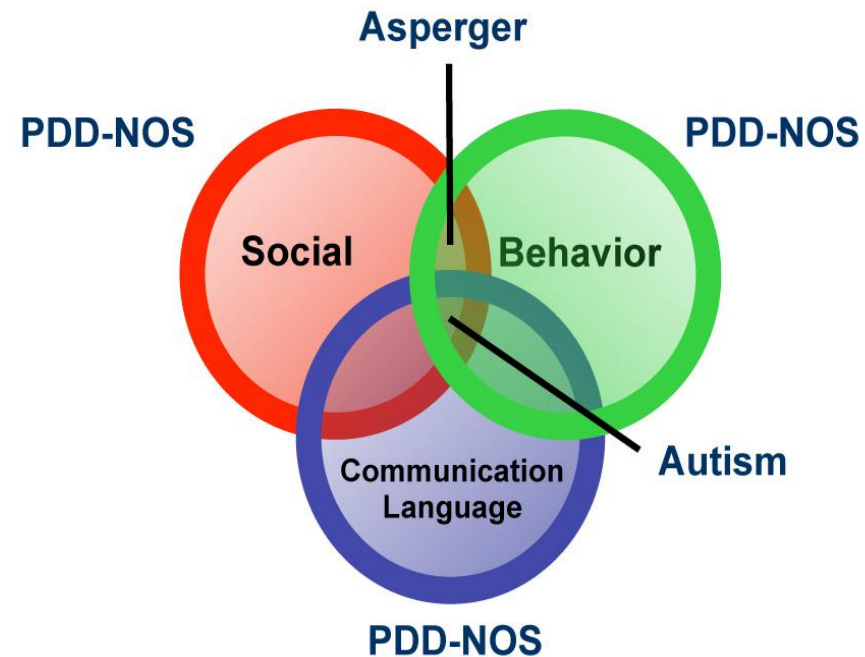 Asperger
PDD-NOS
PDD-NOS
Social
Behavior
Autism
Communication
Language
PDD-NOS